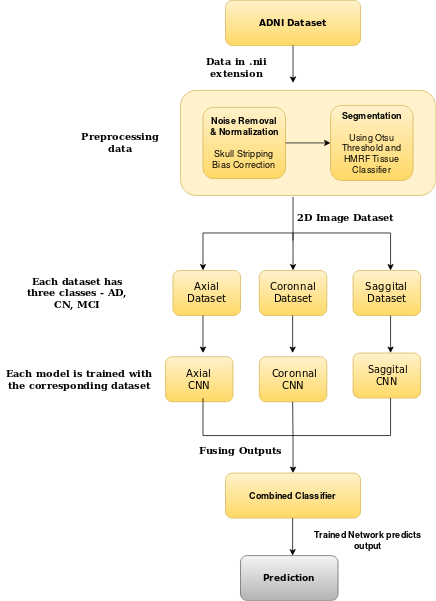 ADNI Dataset
Data in .nii
extension
Preprocessing
data
Noise Removal
& Normalization
Skull Stripping
Bias Correction
Segmentation
Using Otsu
Threshold and
HMRF Tissue
Classifier
2D Image Dataset
Each dataset has
three classes - AD,
CN, MCI
Axial
Dataset
Coronnal
Dataset
Saggital
Dataset
Each model is trained with
the corresponding dataset
Axial
CNN
Coronnal
CNN
Saggital
CNN
Fusing Outputs
Combined Classifier
Trained Network predicts
output
Prediction